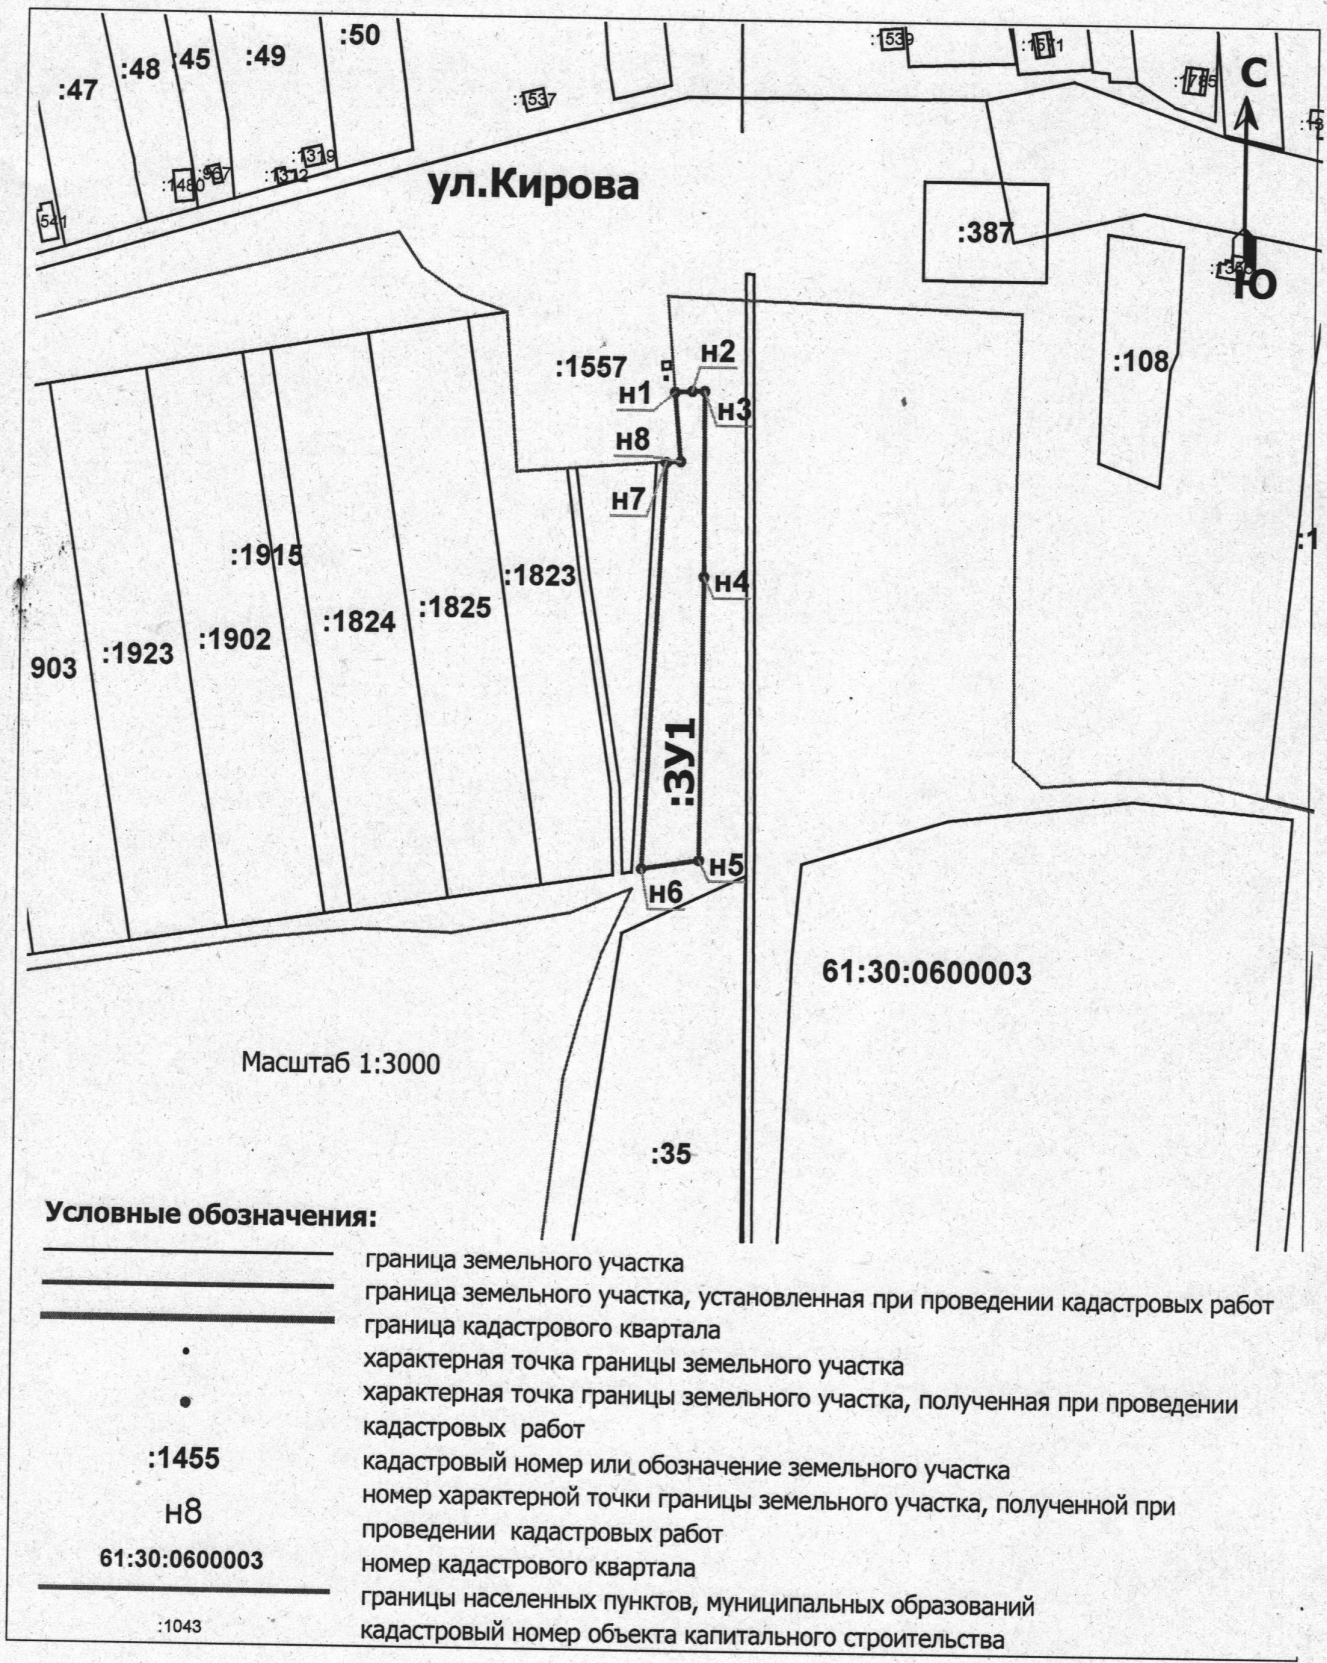 :50
:45
:49
:48
:47
:1539
:1571
С
:1785
:1537
:1319
:967
:1312
:1480
541
ул.Кирова
:387
Ю
:108
:1557
н2
н1
н3
н8
н7
:1915
:1
:1823
н4
:1825
:1824
:1902
:1923
903
:ЗУ1
н5
н6
61:30:0600003
Масштаб 1:3000
:35
Условные обозначения:
граница земельного участка
граница земельного участка, установленная при проведении кадастровых работ
граница кадастрового квартала
характерная точка границы земельного участка
характерная точка границы земельного участка, полученная при проведении
кадастровых работ
:1455 кадастровый номер или обозначение земельного участка
н8 номер характерной точки границы земельного участка, полученной при
проведении кадастровых работ
61:30:0600003 номер кадастрового квартала
границы населенных пунктов, муниципальных образований
:1043 кадастровый номер объекта капитального строительства